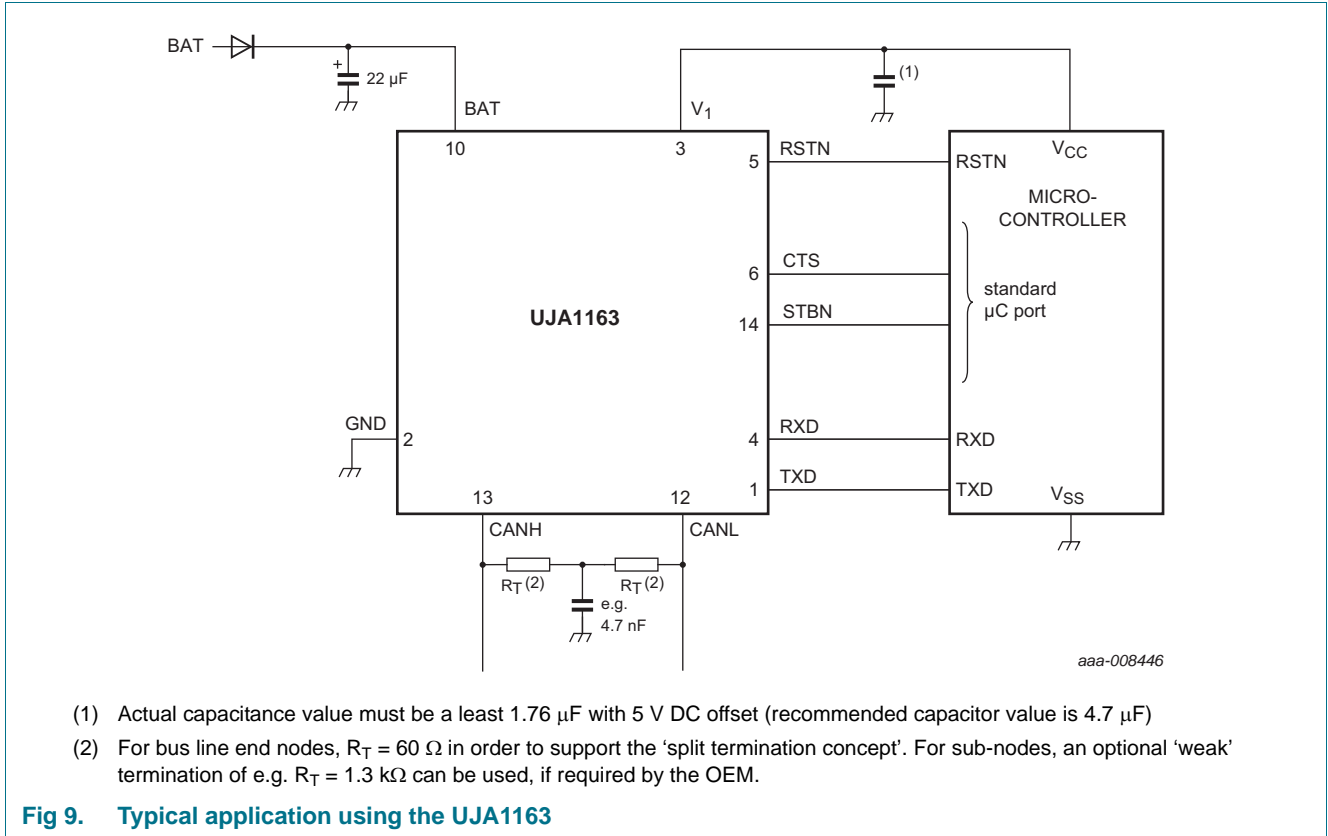 BAT
+
22 µF
(1)
BAT
V1
10
3
5
RSTN
RSTN
VCC
MICRO-
CONTROLLER
6
CTS
standard
µC port
UJA1163
14
STBN
GND
2
4
RXD
RXD
1
TXD
TXD
VSS
13
12
CANH
CANL
RT(2)
RT(2)
e.g.
4.7 nF
aaa-008446
(1) Actual capacitance value must be a least 1.76 µF with 5 V DC offset (recommended capacitor value is 4.7 µF)
(2) For bus line end nodes, RT = 60 Ω in order to support the ‘split termination concept’. For sub-nodes, an optional ‘weak’
termination of e.g. RT = 1.3 kΩ can be used, if required by the OEM.
Fig 9. Typical application using the UJA1163